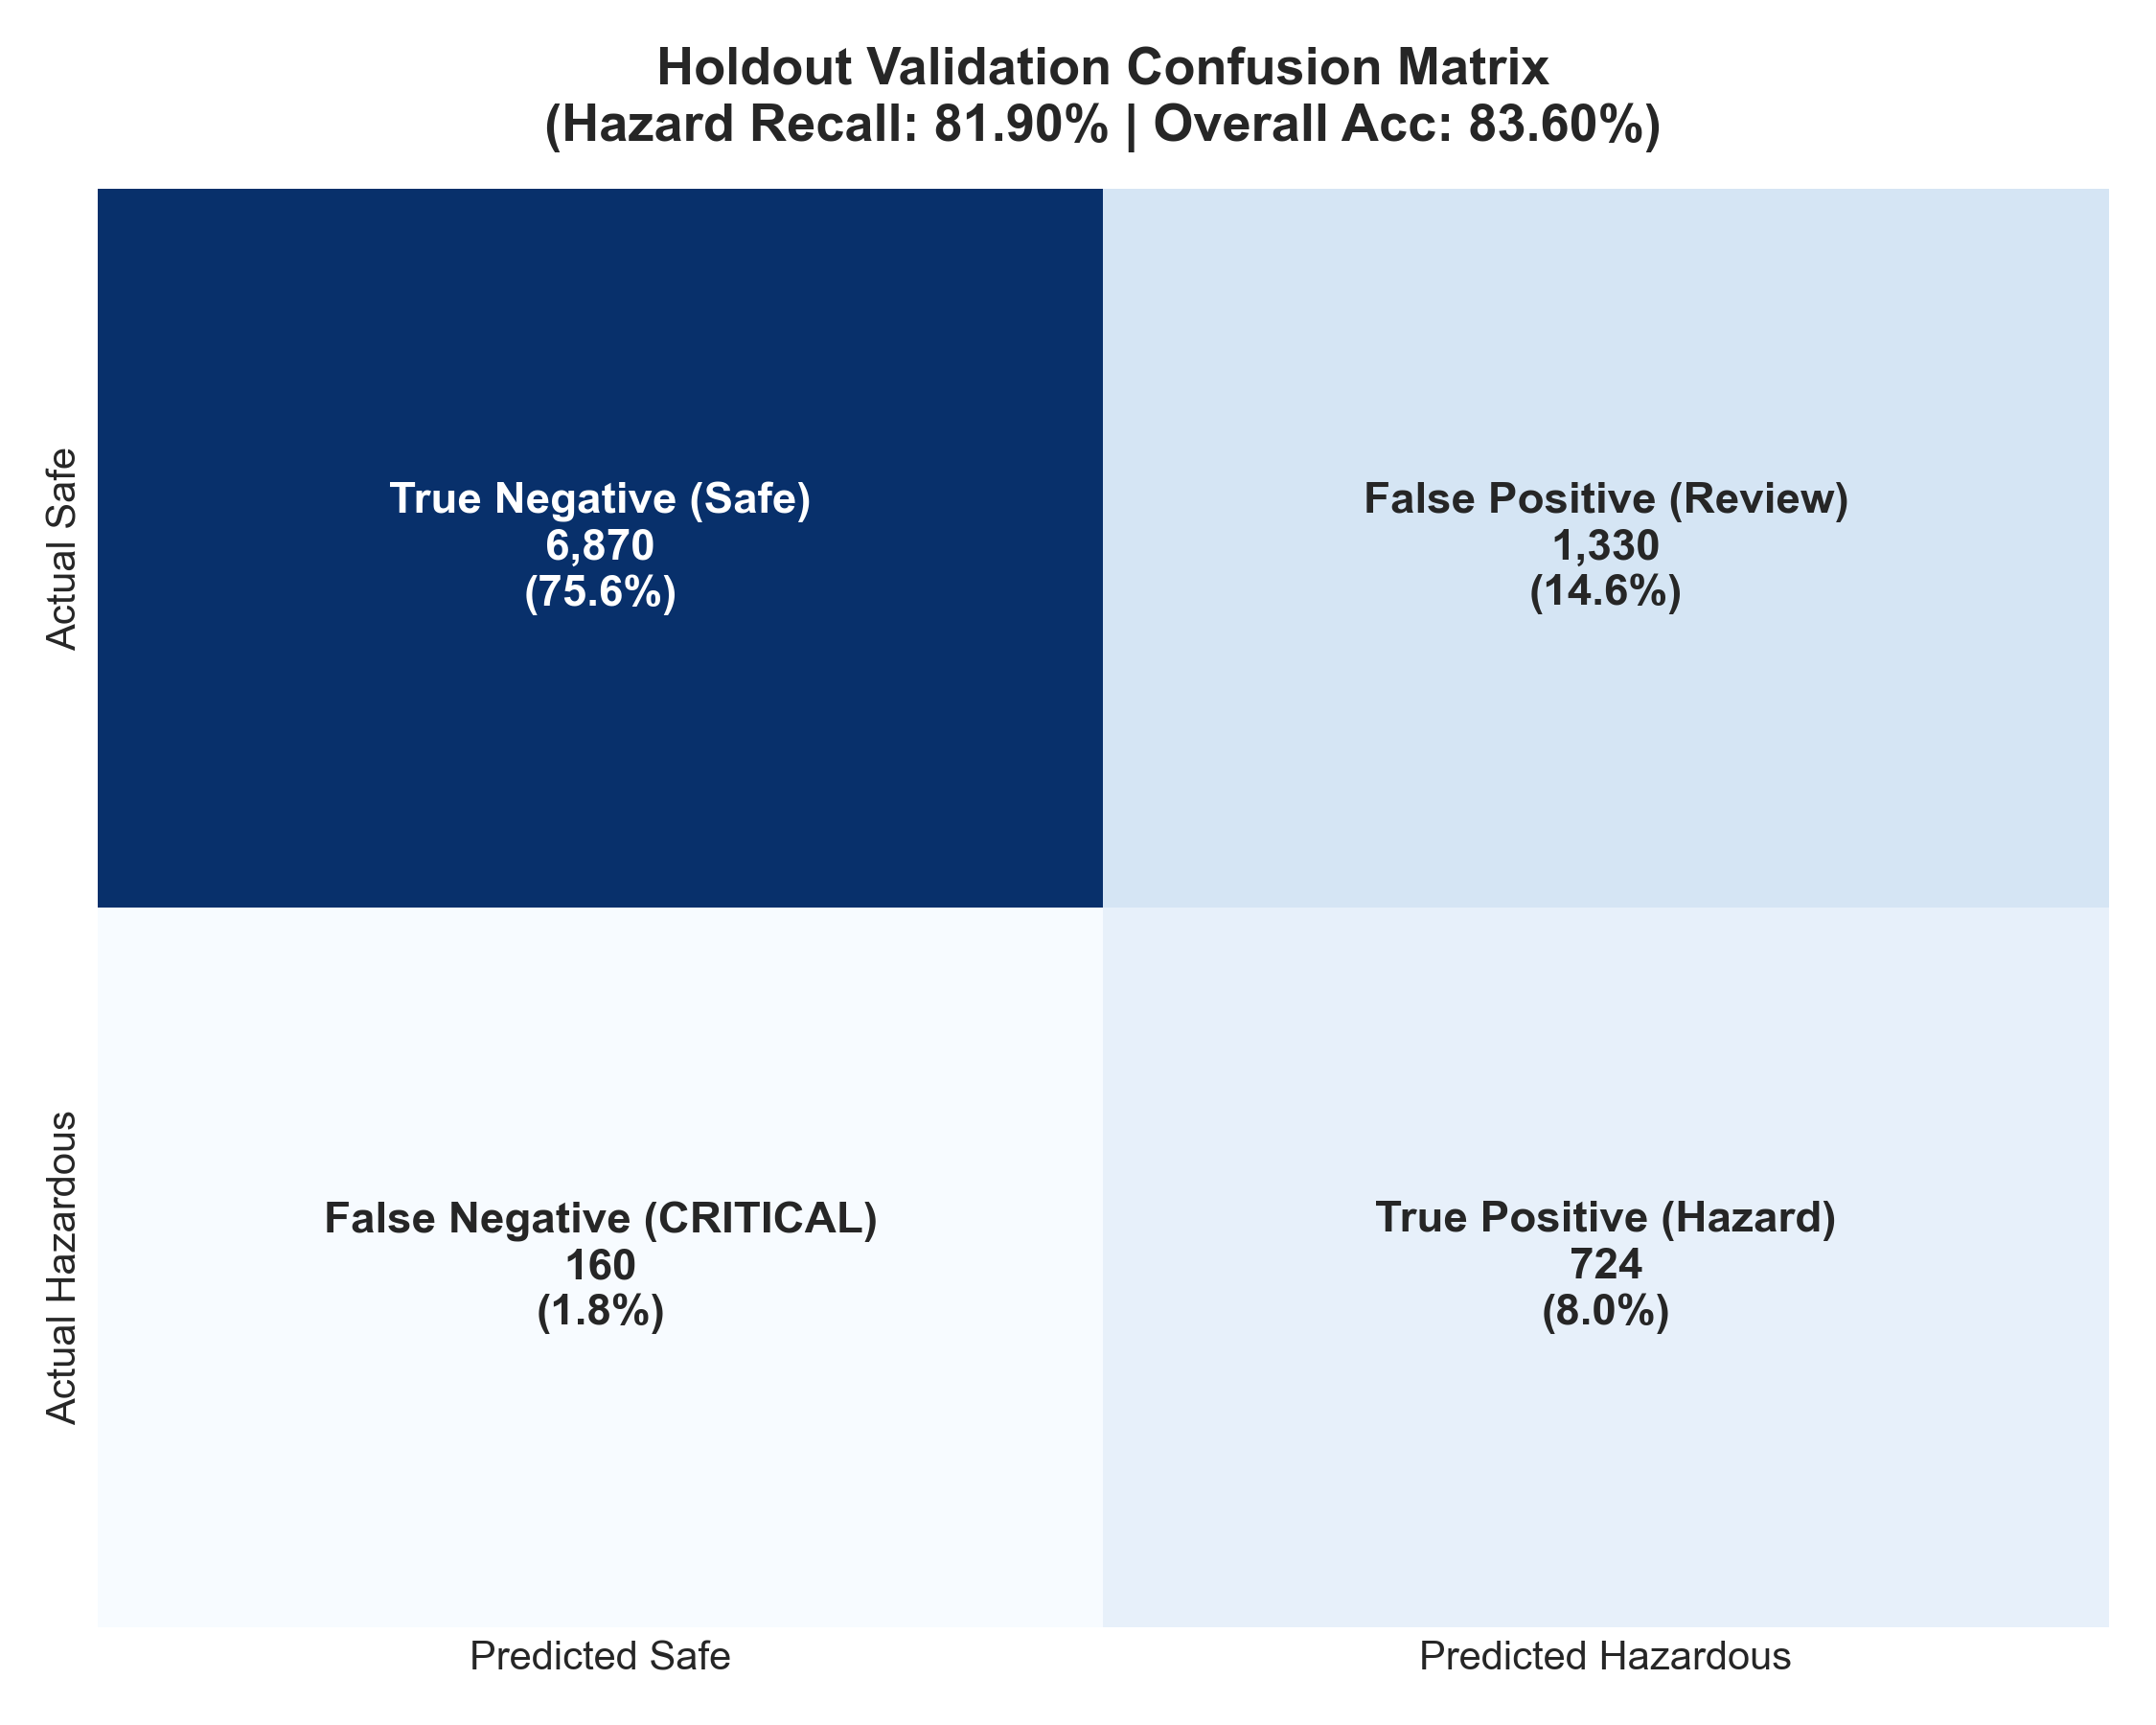 Holdout Validation Confusion Matrix
(Hazard Recall: 81.90% | Overall Acc: 83.60%)
Actual Safe
True Negative (Safe)
6,870
(75.6%)
False Positive (Review)
1,330
(14.6%)
Actual Hazardous
False Negative (CRITICAL)
160
(1.8%)
True Positive (Hazard)
724
(8.0%)
Predicted Safe
Predicted Hazardous